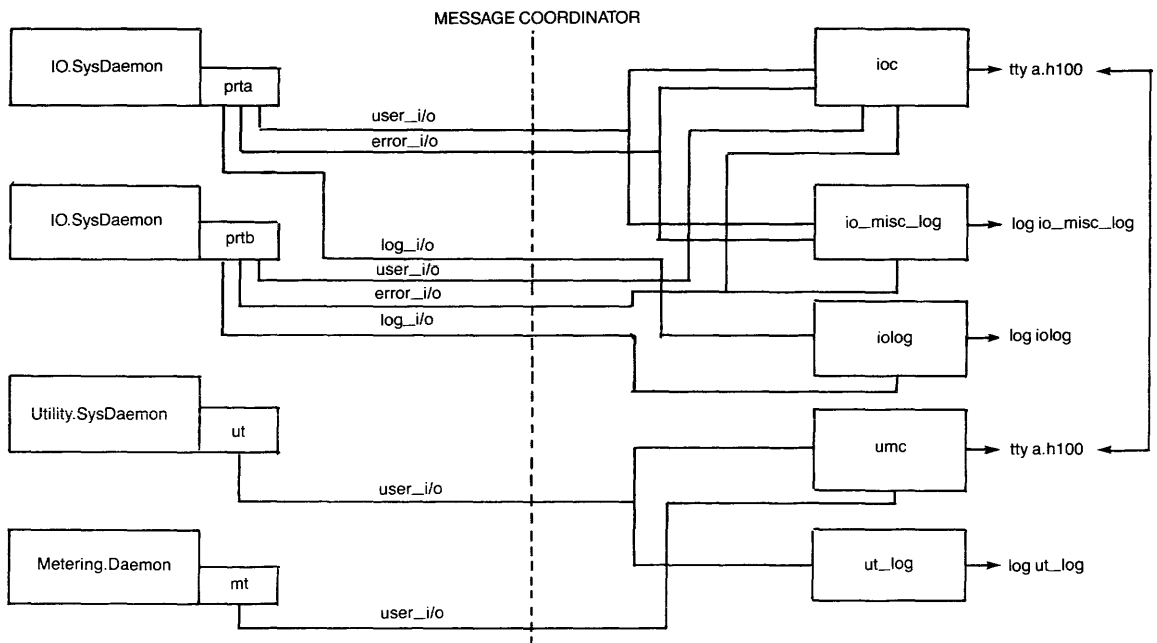 MESSAGE COORDINATOR
IO.SysDaemon
prta
user_i/o
error_i/o
ioc
tty a.h100
IO.SysDaemon
prtb
log_i/o
user_i/o
error_i/o
log_i/o
io_misc_log
log io_misc_log
iolog
log iolog
Utility.SysDaemon
ut
user_i/o
umc
tty a.h100
Metering.Daemon
mt
user_i/o
ut_log
log ut_log